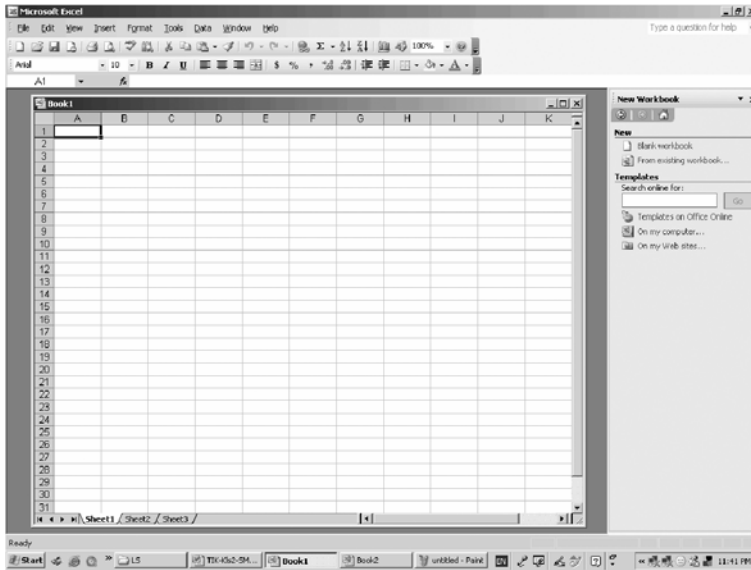 Microsoft Excel
File Edit View Insert Format Tools Data Window Help
Type a question for help
100%
Arial 10 B I U $ % ,
A1 fx
Book1
A B C D E F G H I J K
1
2
3
4
5
6
7
8
9
10
11
12
13
14
15
16
17
18
19
20
21
22
23
24
25
26
27
28
29
30
31
Sheet1 Sheet2 Sheet3
New Workbook
New
Blank workbook
From existing workbook...
Templates
Search online for:
Go
Templates on Office Online
On my computer...
On my Web sites...
Ready
Start LS Book1 Book2 untitled - Paint 11:41 PM